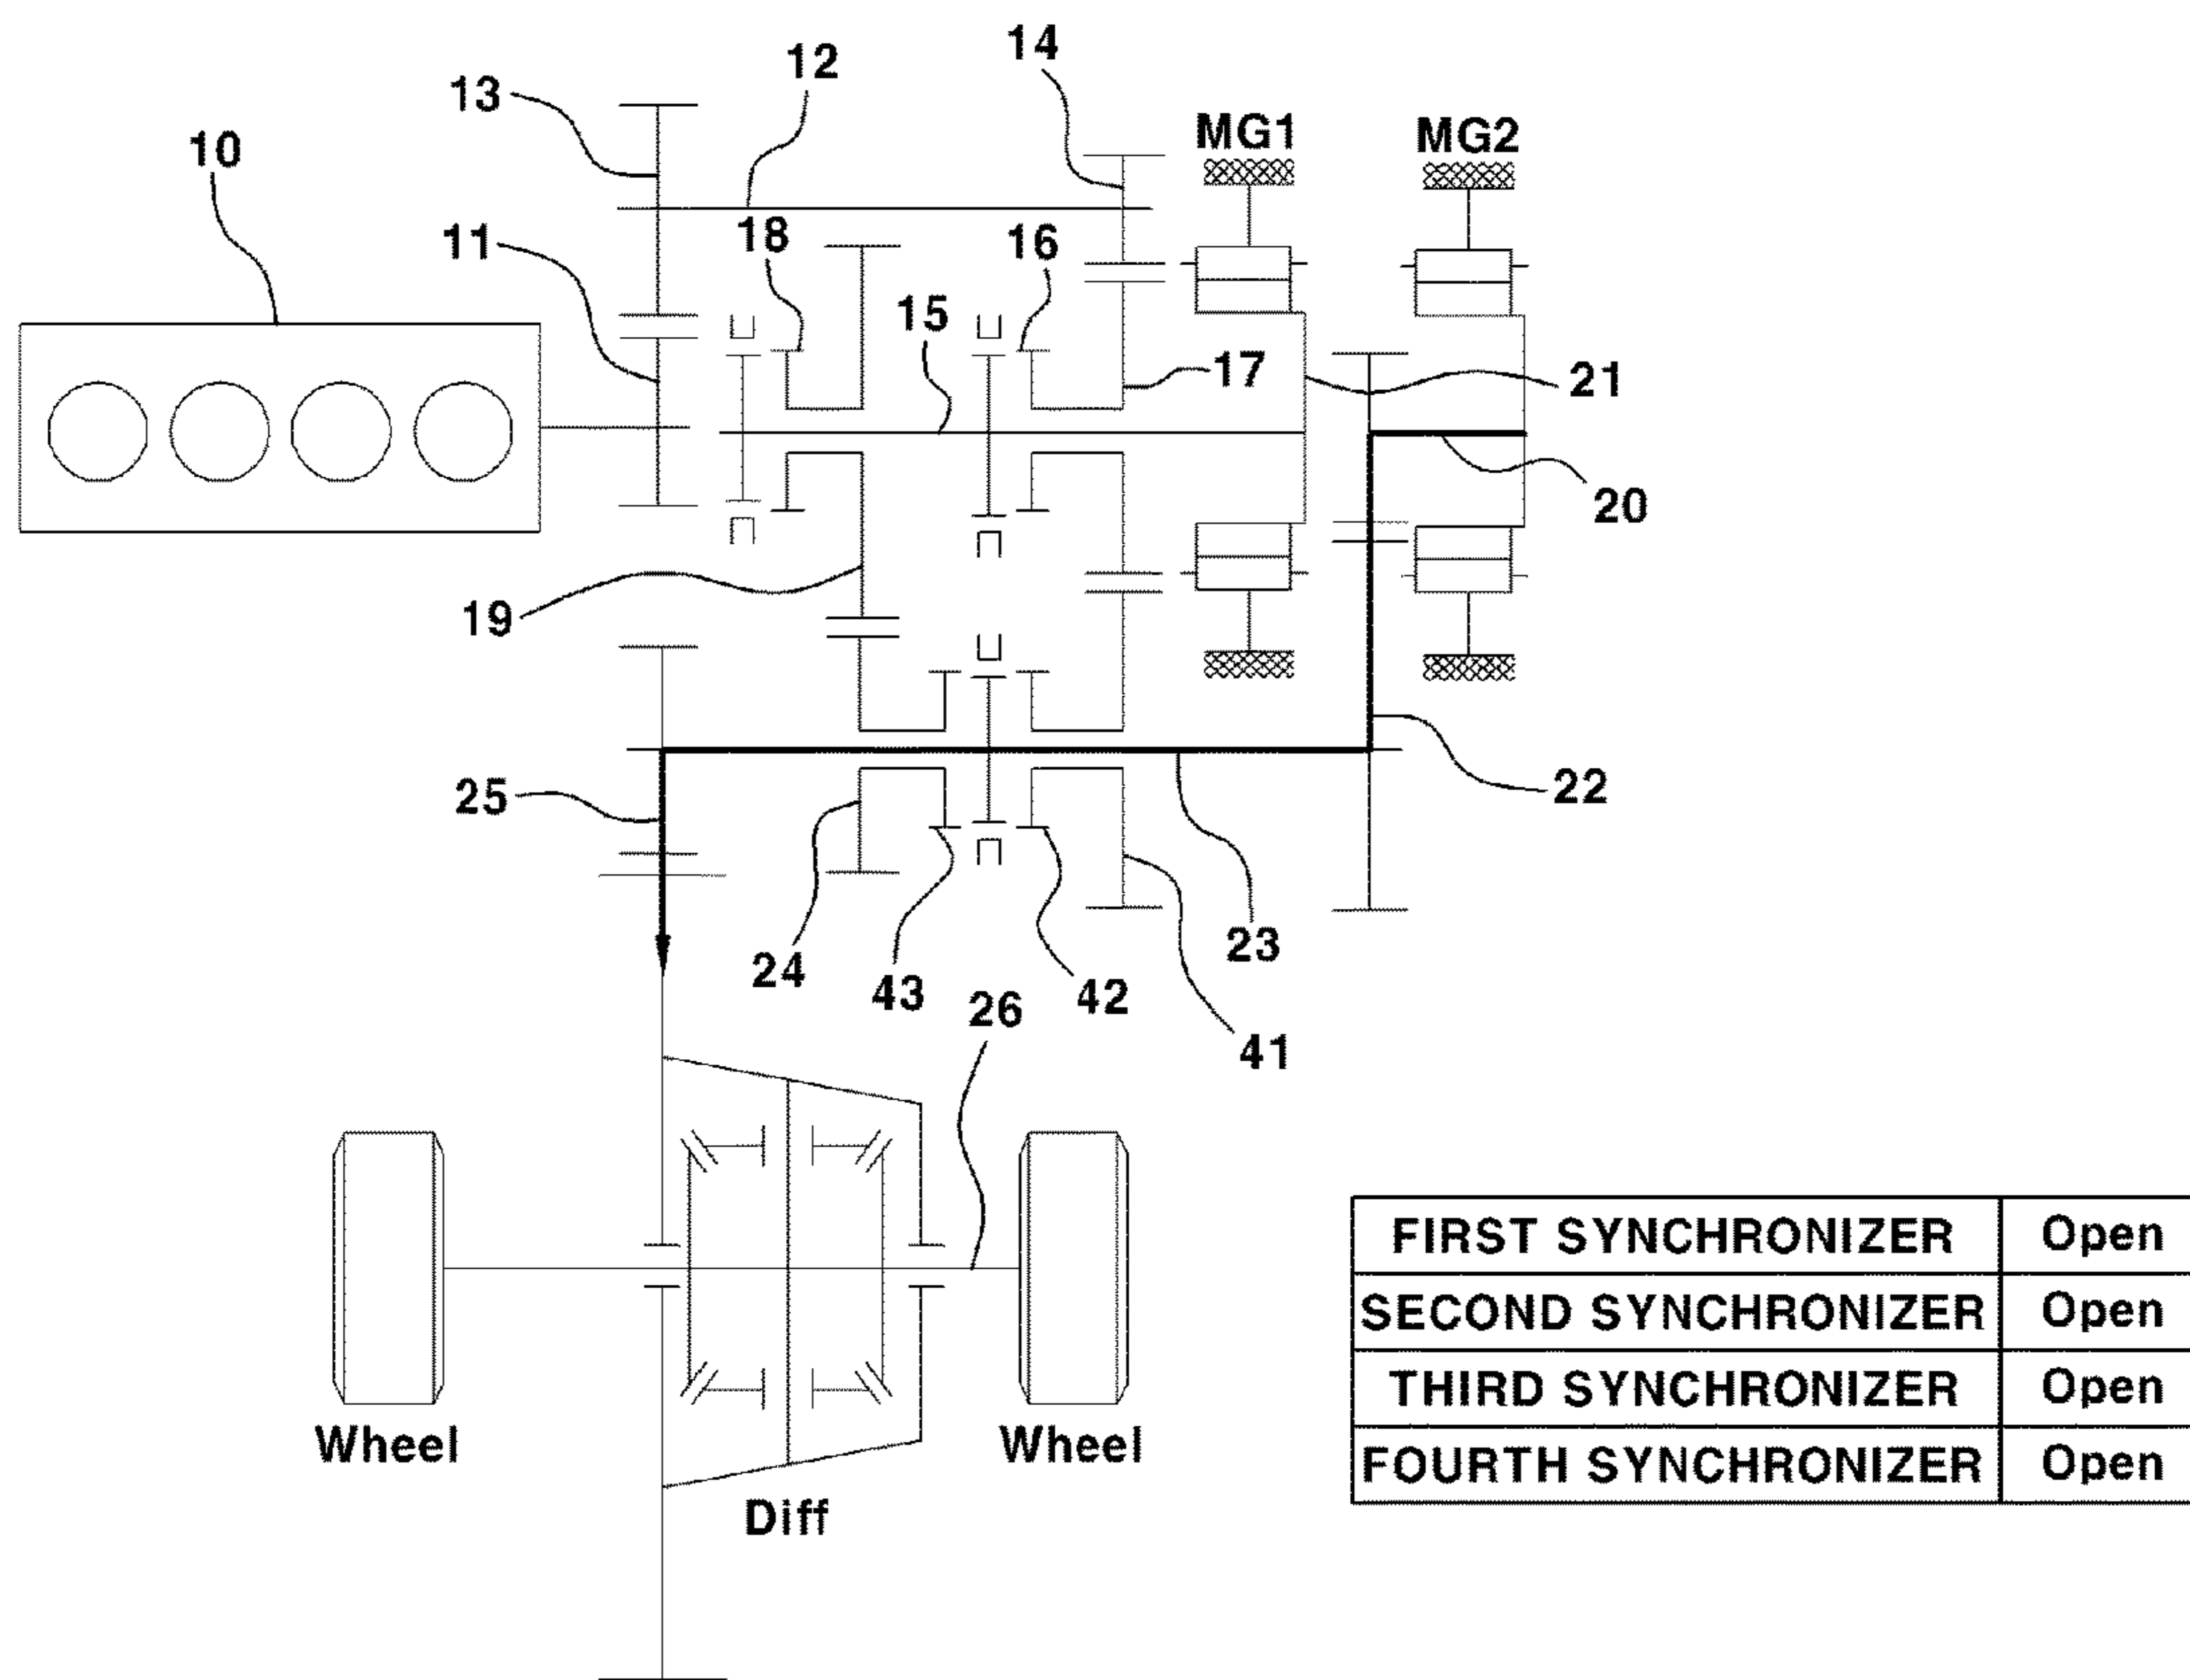 12
14
13
MG1
MG2
10
18
16
11
15
17
21
20
19
25
22
23
24
43
42
26
41
Wheel
Wheel
Diff
FIRST SYNCHRONIZER Open
SECOND SYNCHRONIZER Open
THIRD SYNCHRONIZER Open
FOURTH SYNCHRONIZER Open